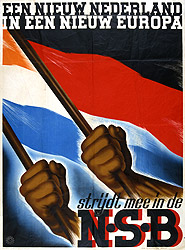 EEN NIEUW NEDERLAND
IN EEN NIEUW EUROPA
strijdt mee in de
N·S·B